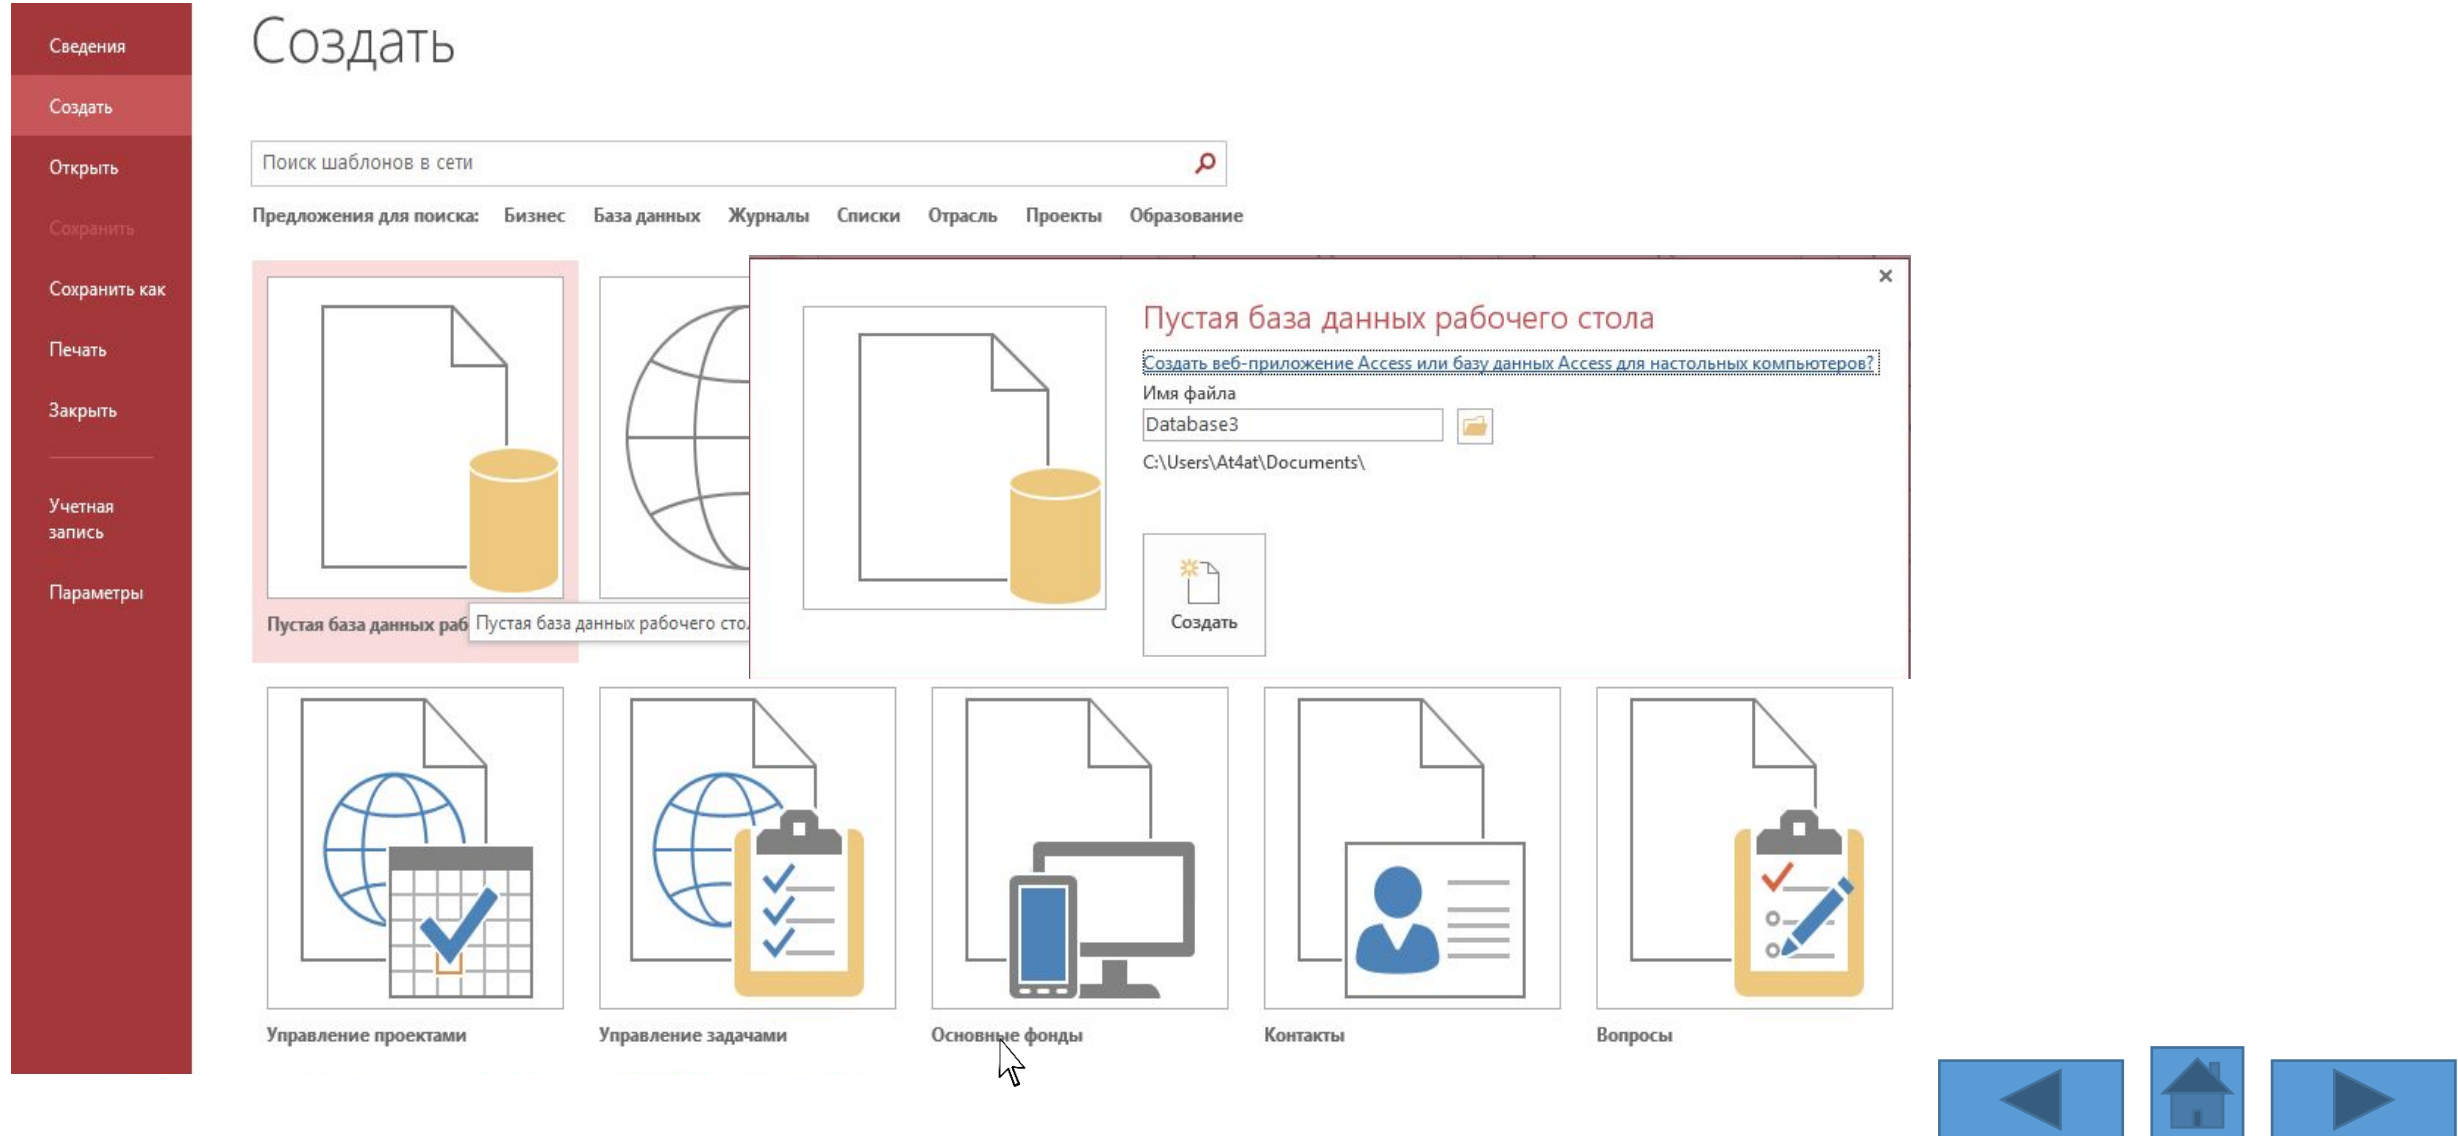 Сведения
Создать
Открыть
Сохранить
Сохранить как
Печать
Закрыть
Учетная
запись
Параметры
Создать
Поиск шаблонов в сети
Предложения для поиска: Бизнес База данных Журналы Списки Отрасль Проекты Образование
Пустая база данных раб
Пустая база данных рабочего сто
Пустая база данных рабочего стола
Создать веб-приложение Access или базу данных Access для настольных компьютеров?
Имя файла
Database3
C:\Users\At4at\Documents\
Создать
Управление проектами
Управление задачами
Основные фонды
Контакты
Вопросы